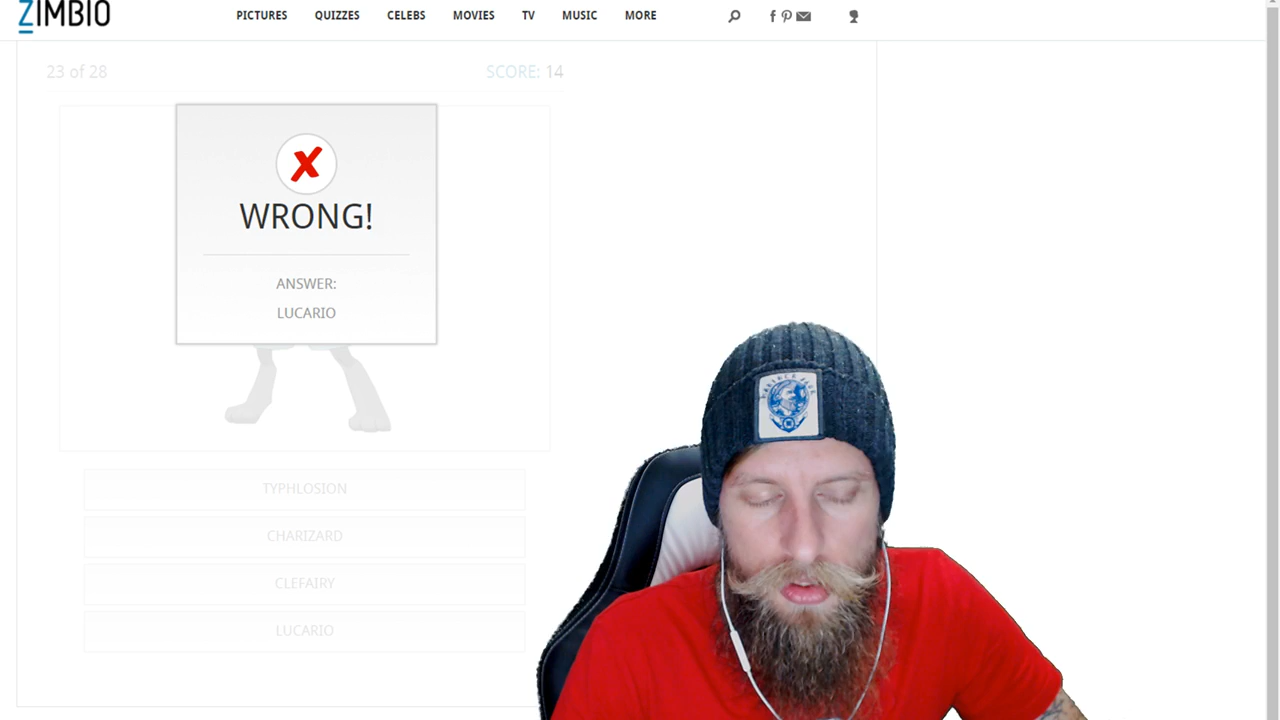 ZIMBIO
PICTURES QUIZZES CELEBS MOVIES TV MUSIC MORE
23 of 28
SCORE: 14
WRONG!
ANSWER:
LUCARIO
TYPHLOSION
CHARIZARD
CLEFAIRY
LUCARIO